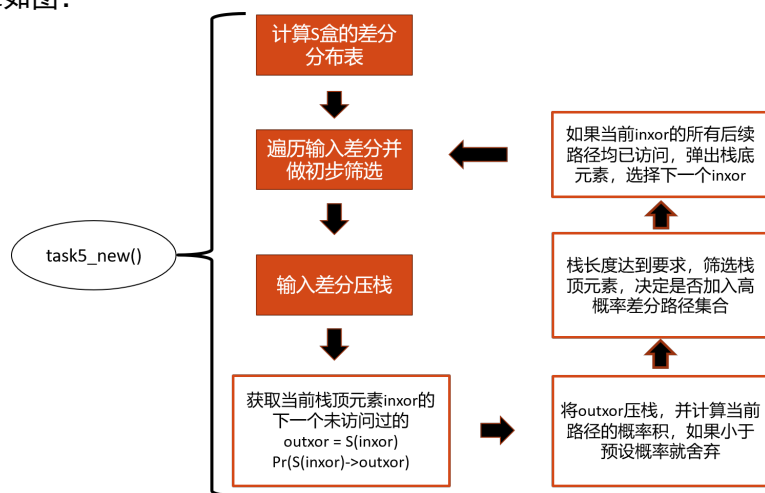 如图：
计算S盒的差分
分布表
遍历输入差分并
做初步筛选
输入差分压栈
获取当前栈顶元素inxor的
下一个未访问过的
outxor = S(inxor)
Pr(S(inxor)->outxor)
task5_new()
将outxor压栈，并计算当前
路径的概率积，如果小于
预设概率就舍弃
栈长度达到要求，筛选栈
顶元素，决定是否加入高
概率差分路径集合
如果当前inxor的所有后续
路径均已访问，弹出栈底
元素，选择下一个inxor